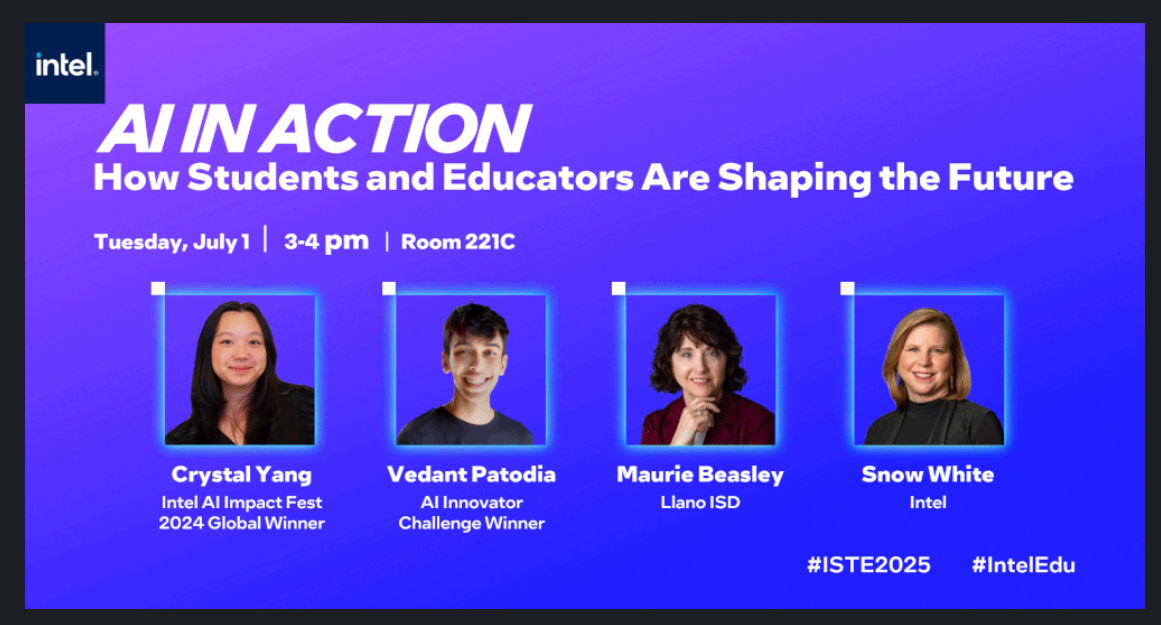 intel.
AI IN ACTION
How Students and Educators Are Shaping the Future
Tuesday, July 1 | 3-4 pm | Room 221C
Crystal Yang
Intel AI Impact Fest
2024 Global Winner
Vedant Patodia
AI Innovator
Challenge Winner
Maurie Beasley
Llano ISD
Snow White
Intel
#ISTE2025 #IntelEdu